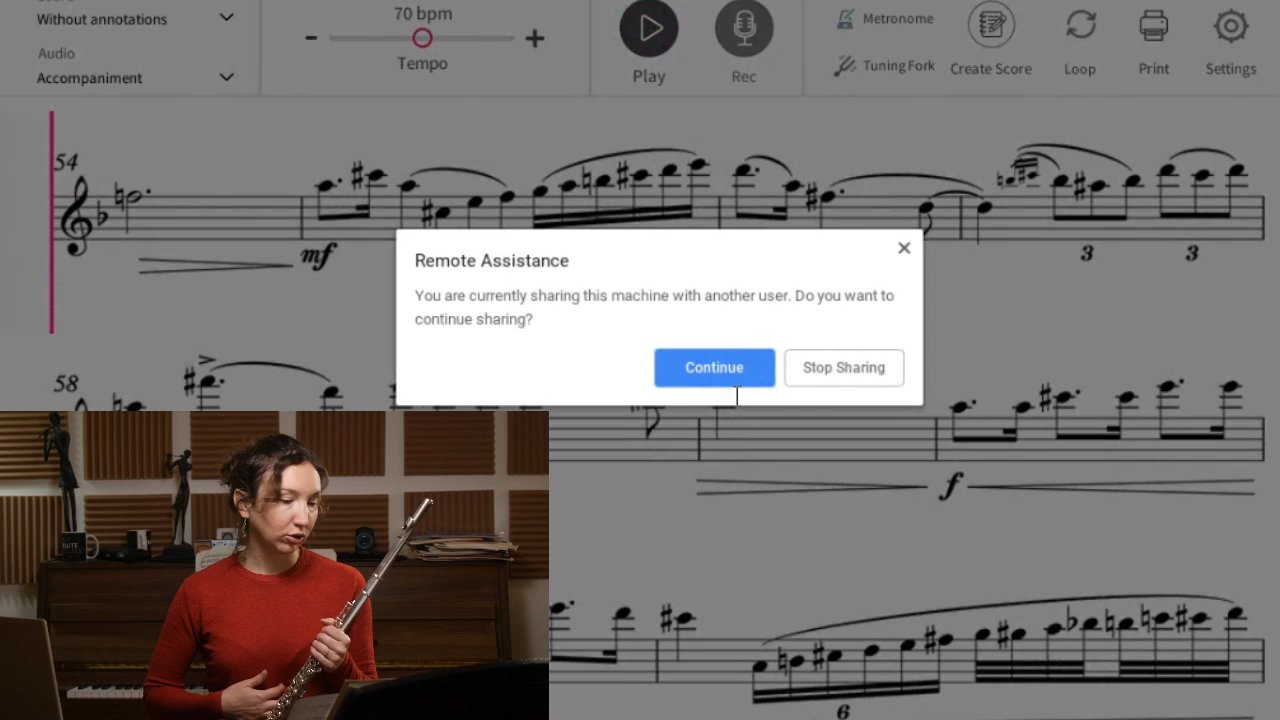 Without annotations
Audio
Accompaniment
70 bpm
Tempo
Play
Rec
Metronome
Tuning Fork
Create Score
Loop
Print
Settings
54
mf
3
3
Remote Assistance
You are currently sharing this machine with another user. Do you want to
continue sharing?
Continue
Stop Sharing
58
f
6